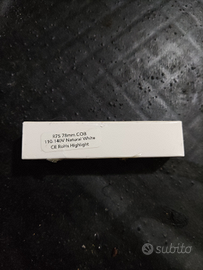 R7S 78mm COB
110-140V Natural White
CE RoHs Highlight
subito